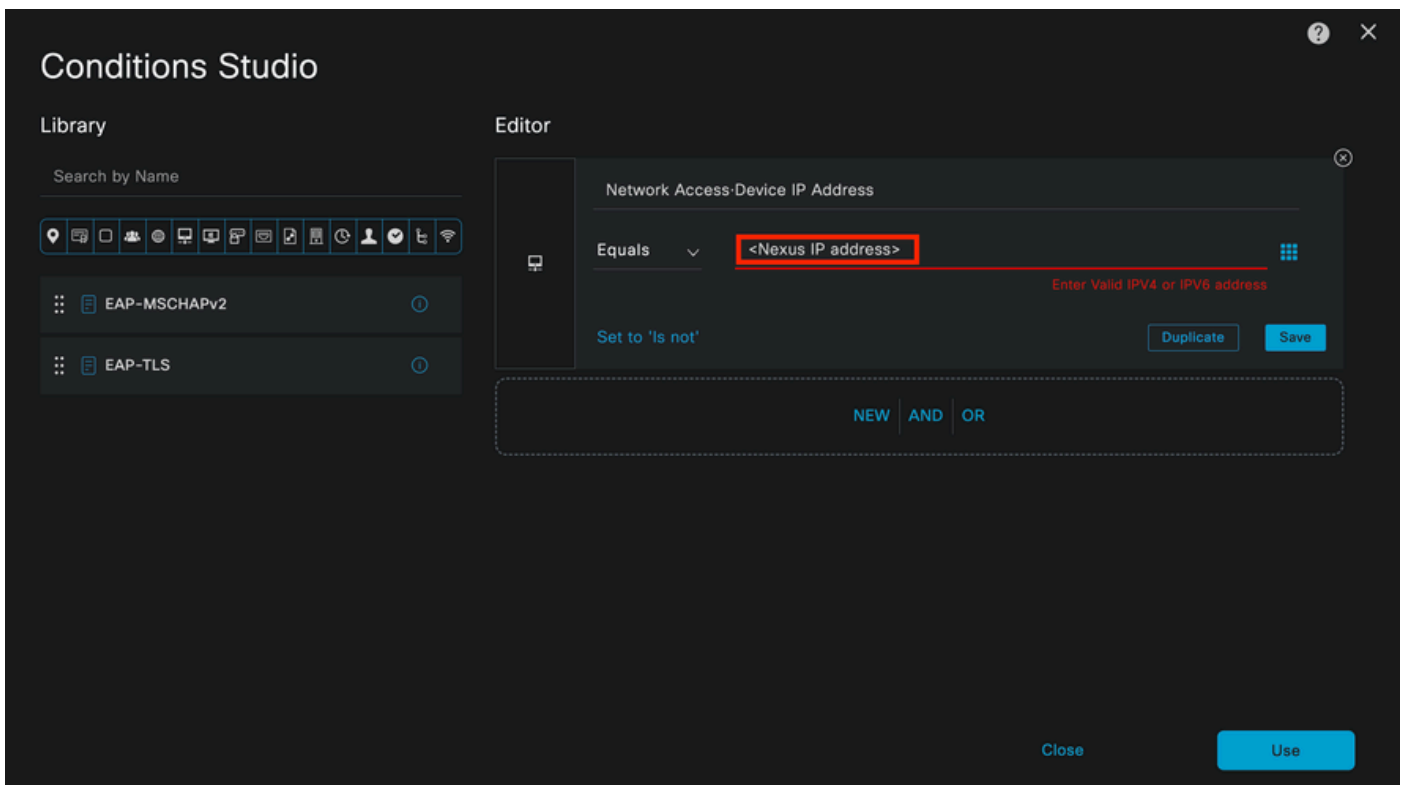 Conditions Studio
Library
Search by Name
EAP-MSCHAPv2
EAP-TLS
Editor
Network Access·Device IP Address
Equals
<Nexus IP address>
Enter Valid IPV4 or IPV6 address
Set to 'Is not'
Duplicate
Save
NEW AND OR
Close
Use